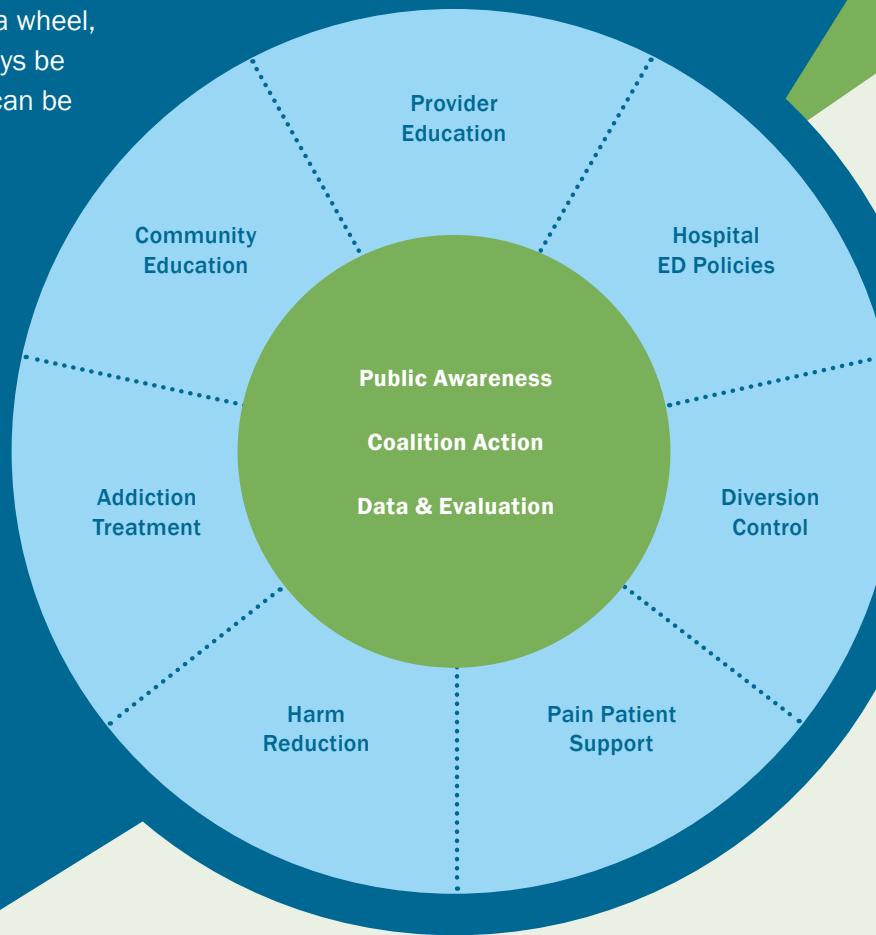 a wheel,
ys be
can be
Provider
Education
Hospital
ED Policies
Diversion
Control
Pain Patient
Support
Harm
Reduction
Addiction
Treatment
Community
Education
Public Awareness
Coalition Action
Data & Evaluation